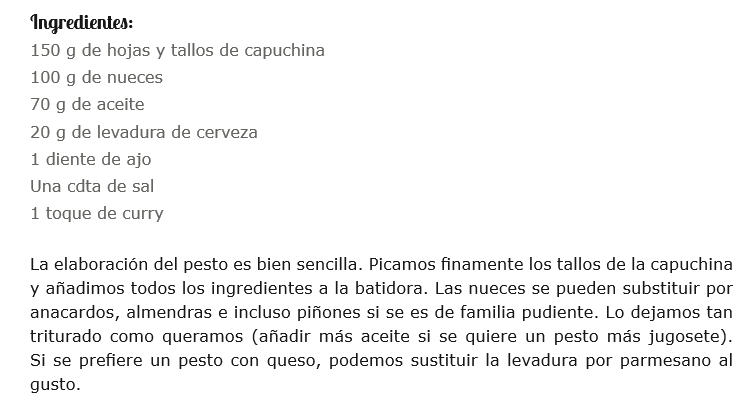 Ingredientes:
150 g de hojas y tallos de capuchina
100 g de nueces
70 g de aceite
20 g de levadura de cerveza
1 diente de ajo
Una cdta de sal
1 toque de curry
La elaboración del pesto es bien sencilla. Picamos finamente los tallos de la capuchina
y añadimos todos los ingredientes a la batidora. Las nueces se pueden substituir por
anacardos, almendras e incluso piñones si se es de familia pudiente. Lo dejamos tan
triturado como queramos (añadir más aceite si se quiere un pesto más jugosete).
Si se prefiere un pesto con queso, podemos sustituir la levadura por parmesano al
gusto.